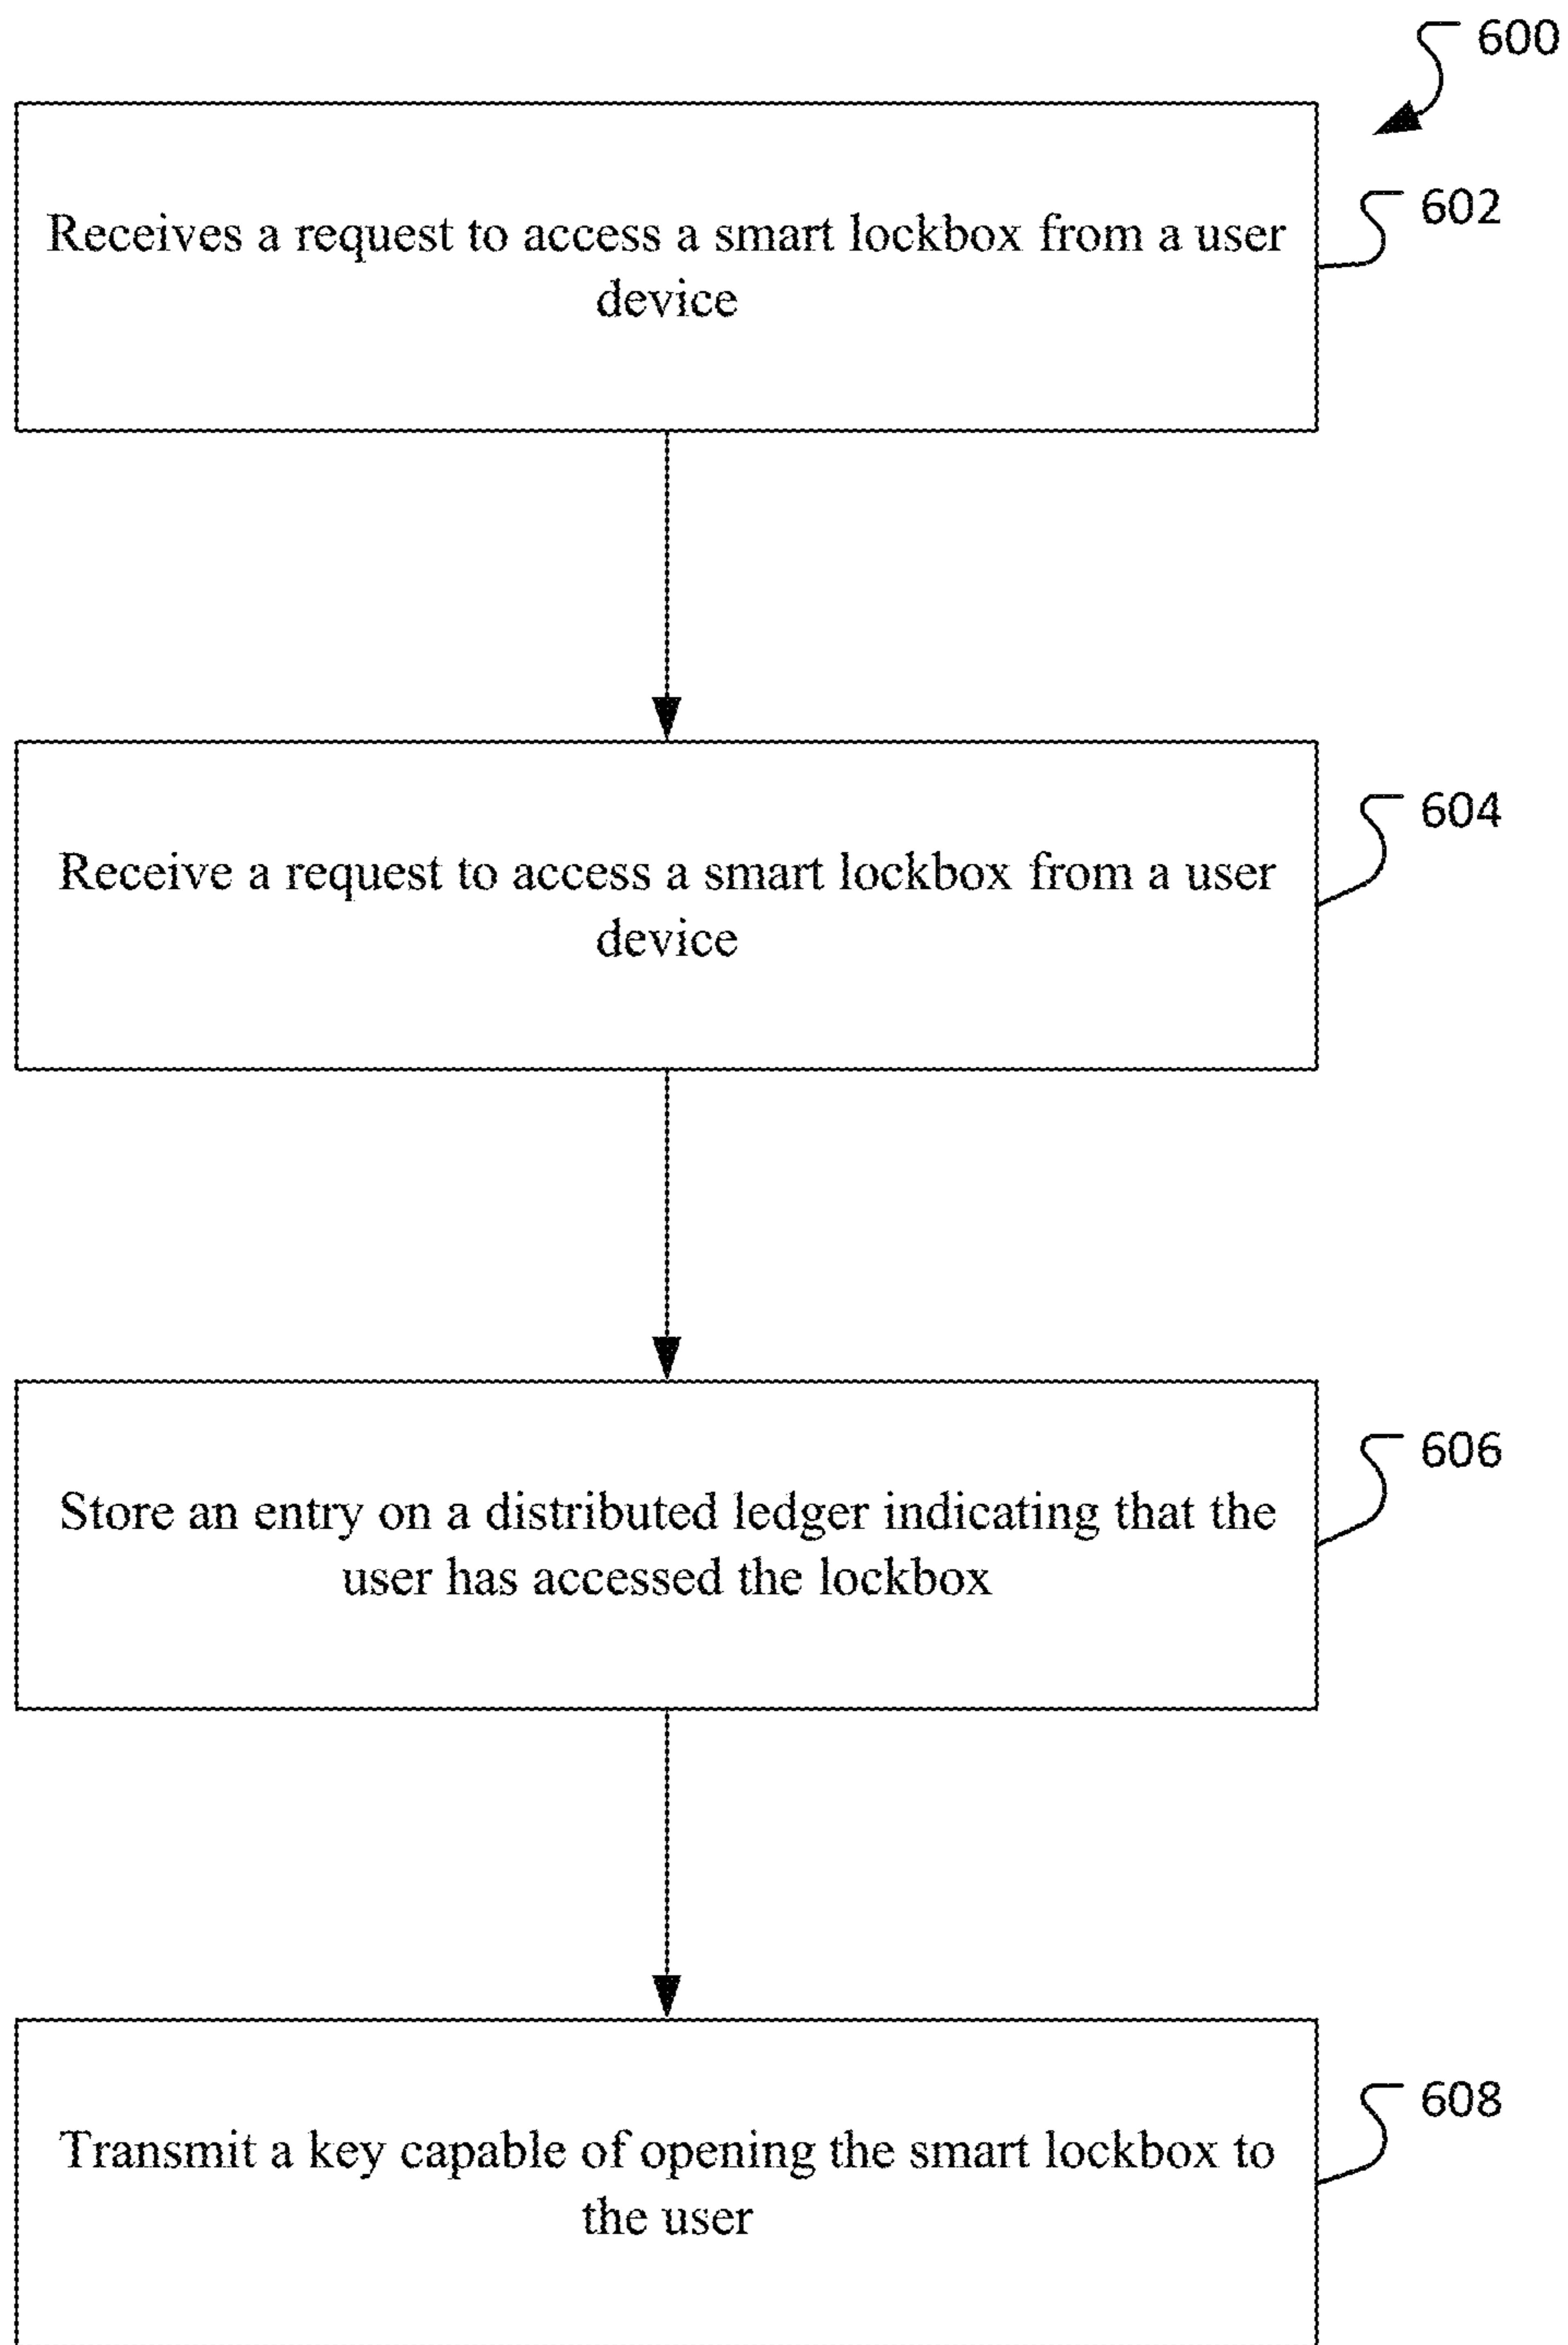 600
Receives a request to access a smart lockbox from a user
device
602
Receive a request to access a smart lockbox from a user
device
604
Store an entry on a distributed ledger indicating that the
user has accessed the lockbox
606
Transmit a key capable of opening the smart lockbox to
the user
608